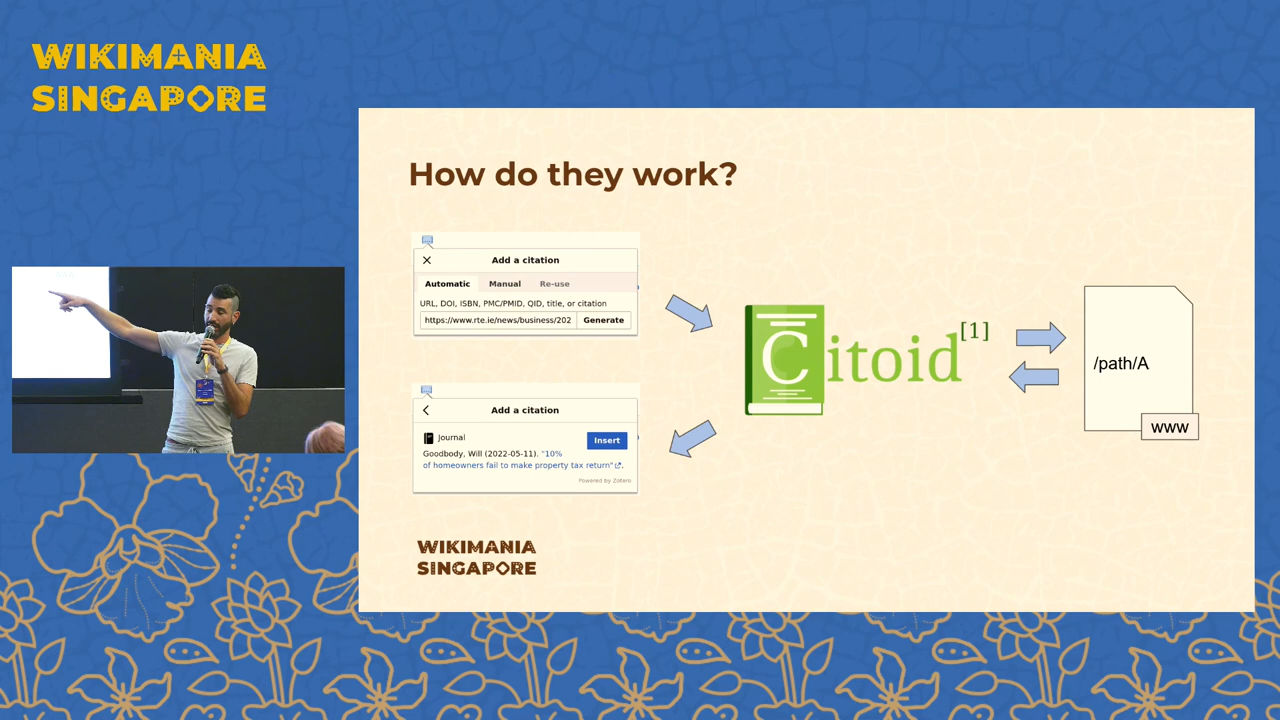 WIKIMANIA
SINGAPORE
How do they work?
Add a citation
Automatic Manual Re-use
URL, DOI, ISBN, PMC/PMID, QID, title, or citation
https://www.rte.ie/news/business/202 Generate
Citoid[1]
/path/A
www
Add a citation
Journal Insert
Goodbody, Will (2022-05-11). "10%
of homeowners fail to make property tax return".
Powered by Zotero
WIKIMANIA
SINGAPORE